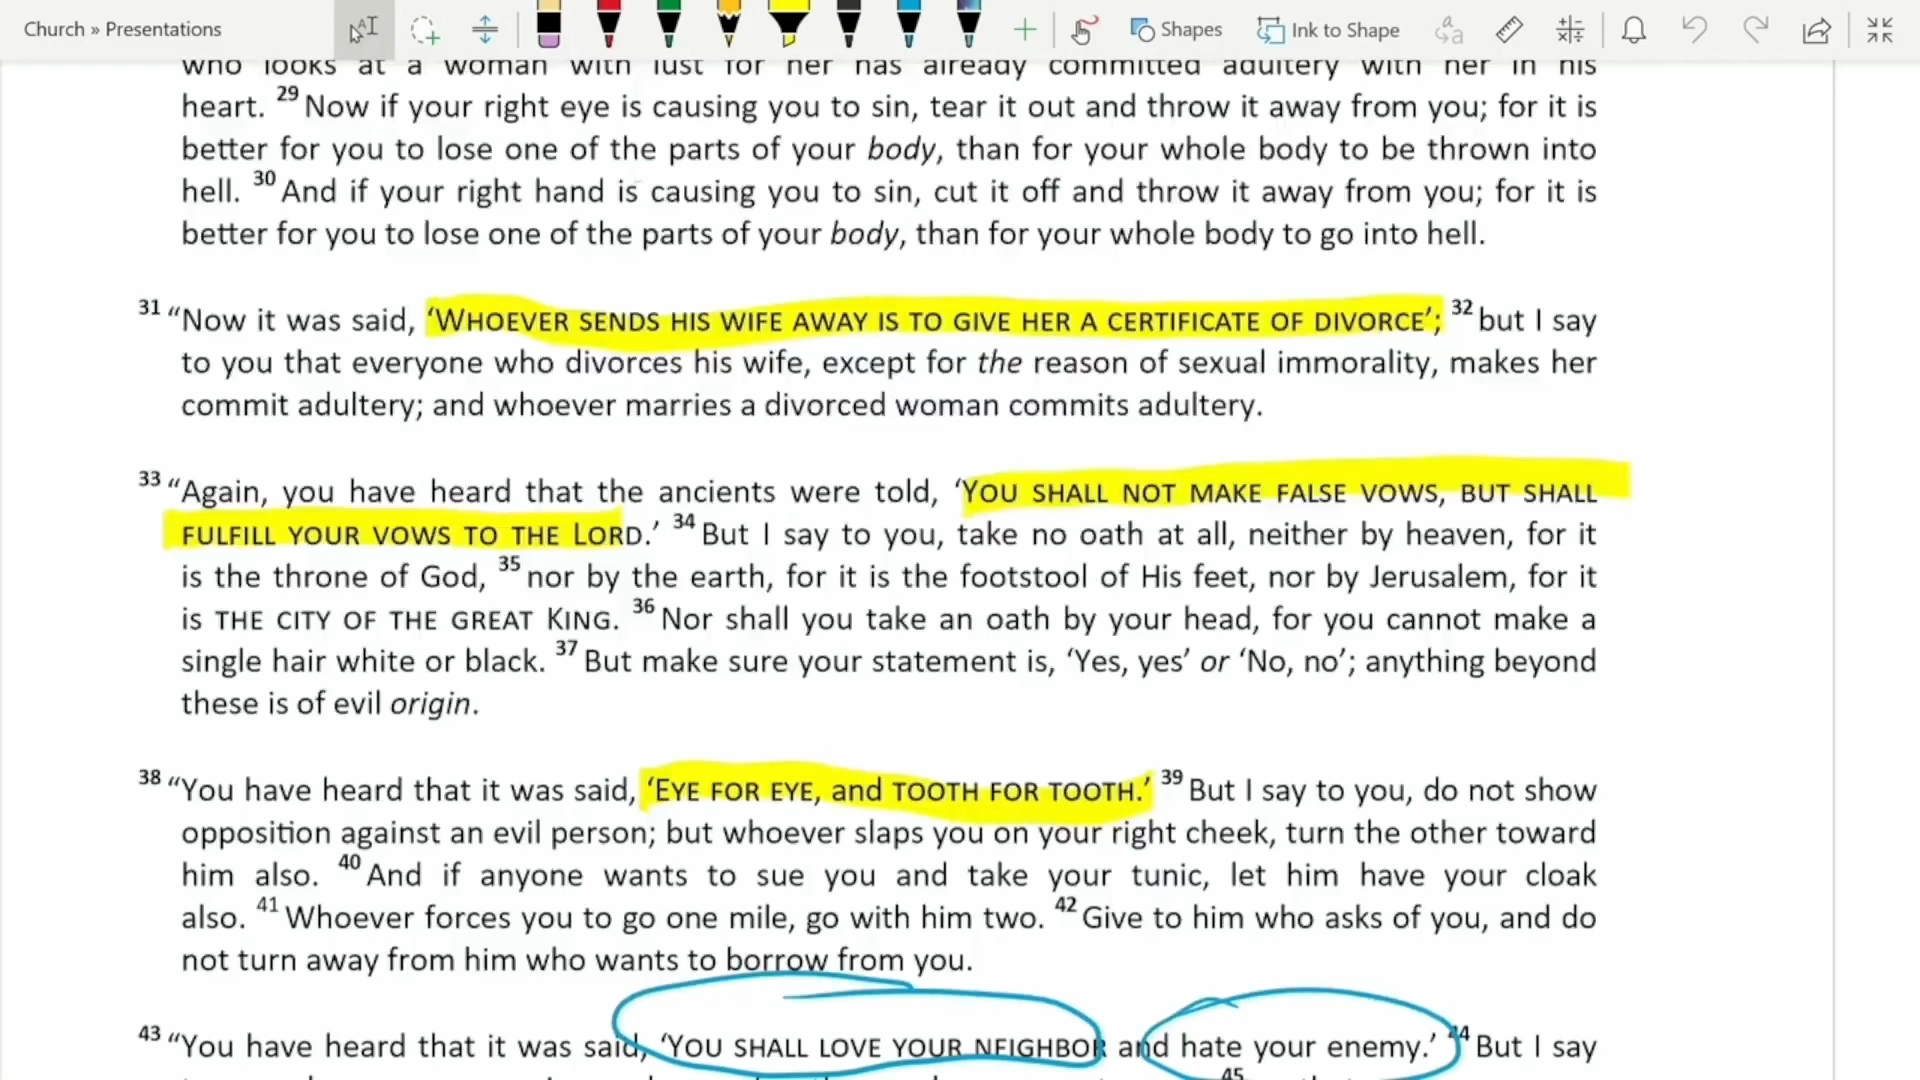 Church » Presentations
Shapes
Ink to Shape
who looks at a woman with lust for her has already committed adultery with her in his
heart. 29 Now if your right eye is causing you to sin, tear it out and throw it away from you; for it is
better for you to lose one of the parts of your body, than for your whole body to be thrown into
hell. 30 And if your right hand is causing you to sin, cut it off and throw it away from you; for it is
better for you to lose one of the parts of your body, than for your whole body to go into hell.
31 “Now it was said, ‘WHOEVER SENDS HIS WIFE AWAY IS TO GIVE HER A CERTIFICATE OF DIVORCE’; 32 but I say
to you that everyone who divorces his wife, except for the reason of sexual immorality, makes her
commit adultery; and whoever marries a divorced woman commits adultery.
33 “Again, you have heard that the ancients were told, ‘YOU SHALL NOT MAKE FALSE VOWS, BUT SHALL
FULFILL YOUR VOWS TO THE LORD.’ 34 But I say to you, take no oath at all, neither by heaven, for it
is the throne of God, 35 nor by the earth, for it is the footstool of His feet, nor by Jerusalem, for it
is THE CITY OF THE GREAT KING. 36 Nor shall you take an oath by your head, for you cannot make a
single hair white or black. 37 But make sure your statement is, ‘Yes, yes’ or ‘No, no’; anything beyond
these is of evil origin.
38 “You have heard that it was said, ‘EYE FOR EYE, and TOOTH FOR TOOTH.’ 39 But I say to you, do not show
opposition against an evil person; but whoever slaps you on your right cheek, turn the other toward
him also. 40 And if anyone wants to sue you and take your tunic, let him have your cloak
also. 41 Whoever forces you to go one mile, go with him two. 42 Give to him who asks of you, and do
not turn away from him who wants to borrow from you.
43 “You have heard that it was said, ‘YOU SHALL LOVE YOUR NEIGHBOR and hate your enemy.’ 44 But I say
45